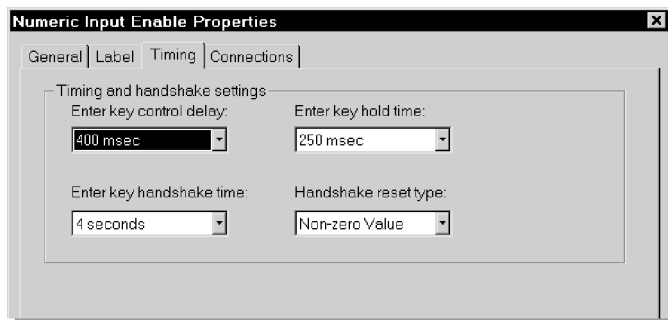 Numeric Input Enable Properties
General Label Timing Connections
Timing and handshake settings
Enter key control delay: Enter key hold time:
400 msec 250 msec
Enter key handshake time: Handshake reset type:
4 seconds Non-zero Value